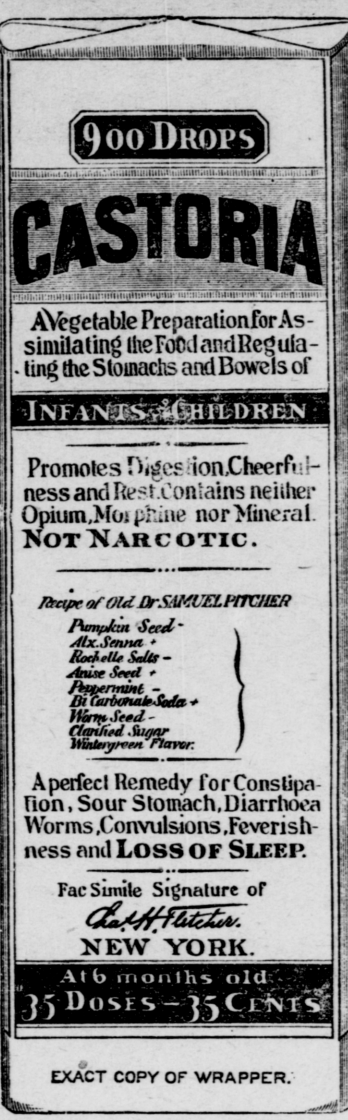 900 DROPS
CASTORIA
AVegetable Preparation for As-
similating the Food and Regula-
ting the Stomachs and Bowels of
INFANTS & CHILDREN
Promotes Digestion, Cheerful-
ness and Rest. Contains neither
Opium, Morphine nor Mineral.
NOT NARCOTIC.
Recipe of Old Dr. SAMUEL PITCHER
Pumpkin Seed -
Alx. Senna +
Rochelle Salts -
Anise Seed +
Peppermint -
Bi Carbonate Soda +
Worm Seed -
Clarified Sugar
Wintergreen Flavor.
A perfect Remedy for Constipa-
tion, Sour Stomach, Diarrhoea
Worms, Convulsions, Feverish-
ness and LOSS OF SLEEP.
Fac Simile Signature of
Chas H. Fletcher.
NEW YORK.
At 6 months old
35 DOSES - 35 CENTS
EXACT COPY OF WRAPPER.